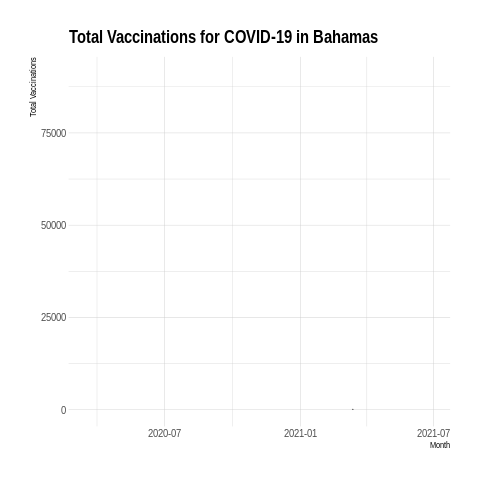 Total Vaccinations for COVID-19 in Bahamas
Total Vaccinations
75000
50000
25000
0
2020-07 2021-01 2021-07
Month